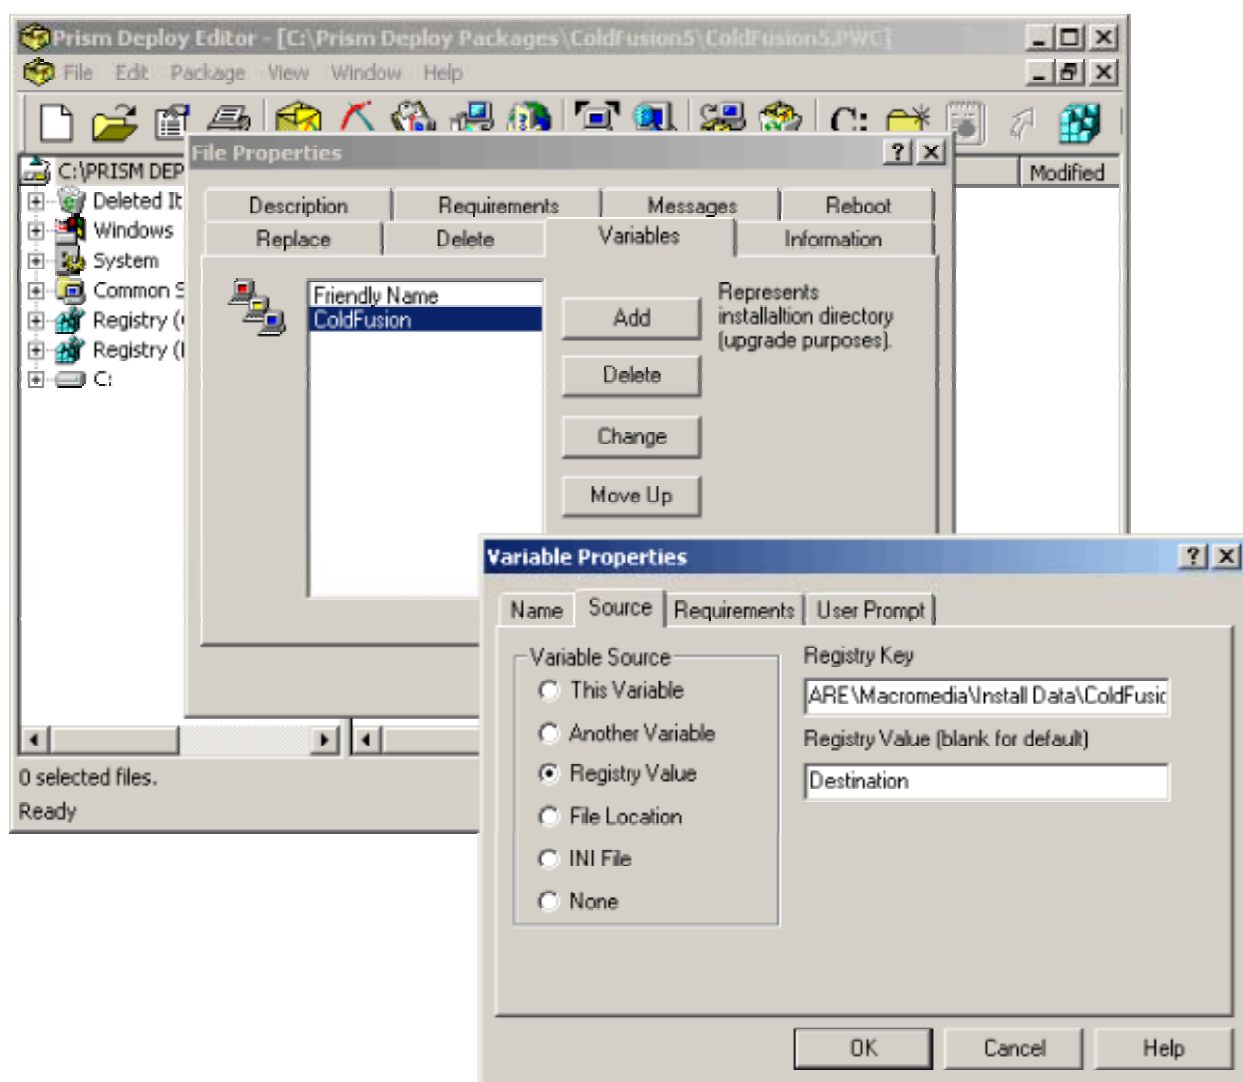 Prism Deploy Editor - [C:\Prism Deploy Packages\ColdFusion5\ColdFusion5.PWC]
File Edit Package View Window Help
C:
File Properties
C:\PRISM DEP
Modified
Deleted It
Windows
System
Common S
Registry (
Registry (
C:
Description Requirements Messages Reboot
Replace Delete Variables Information
Friendly Name
ColdFusion
Add
Delete
Change
Move Up
Represents
installaltion directory
(upgrade purposes).
0 selected files.
Ready
Variable Properties
Name Source Requirements User Prompt
Variable Source
This Variable
Another Variable
Registry Value
File Location
INI File
None
Registry Key
ARE\Macromedia\Install Data\ColdFusic
Registry Value (blank for default)
Destination
OK Cancel Help